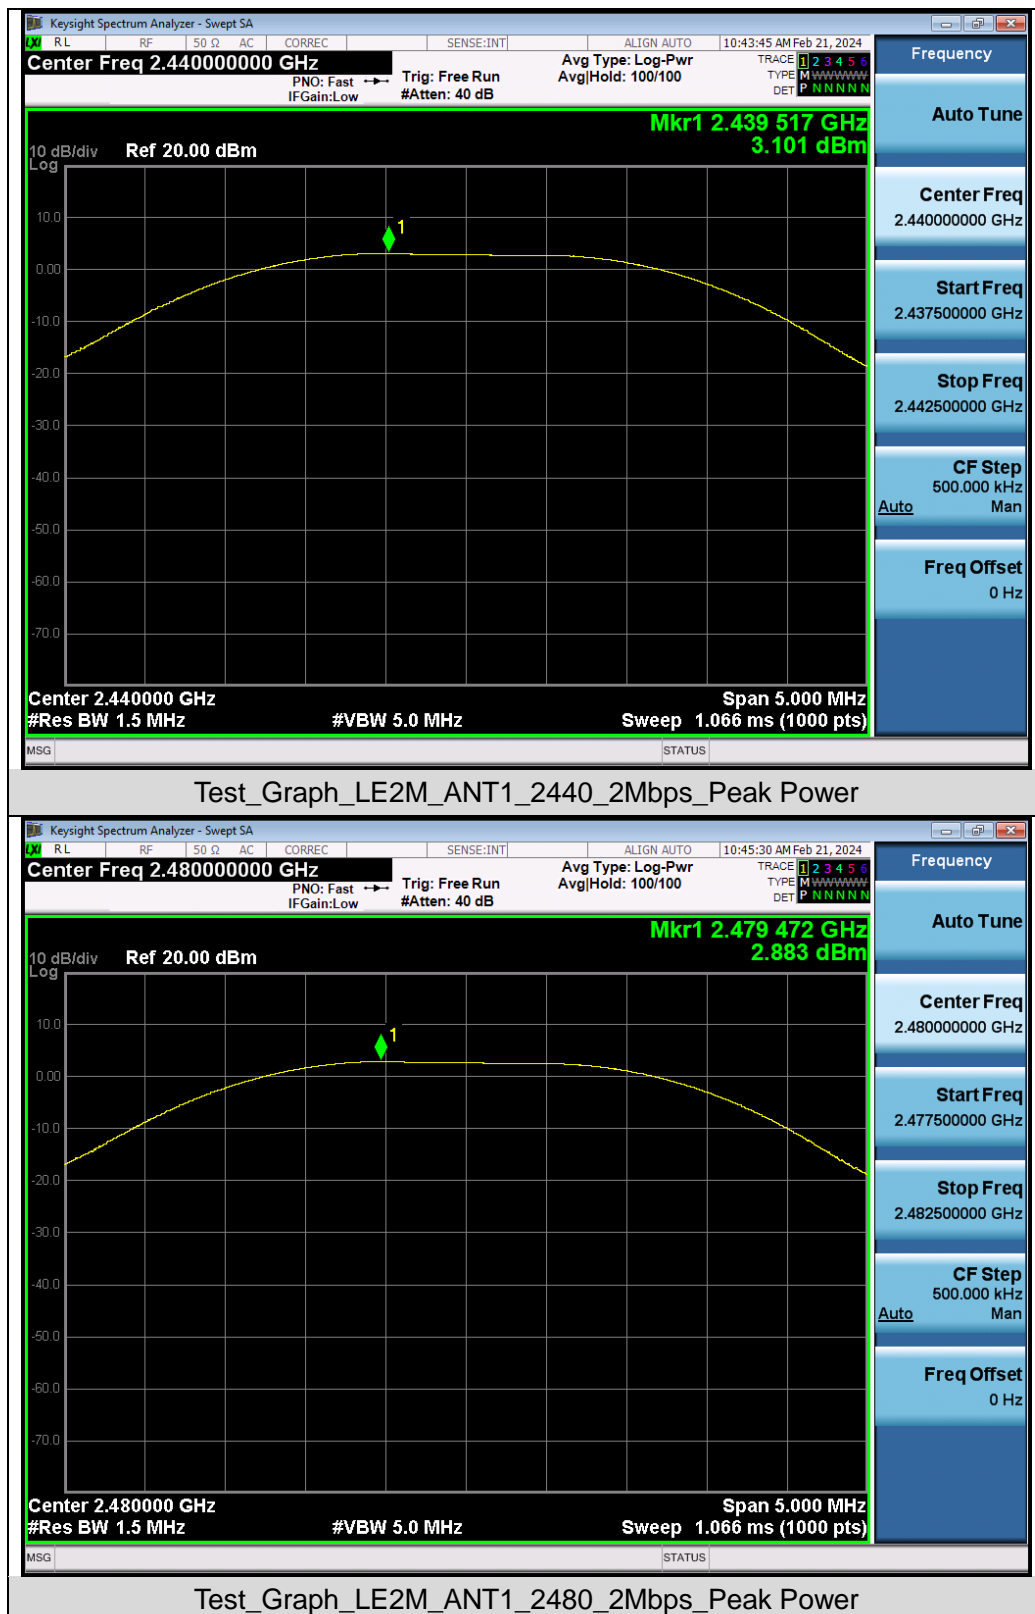 Keysight Spectrum Analyzer - Swept SA
LXI RL RF 50 Ω AC CORREC SENSE:INT ALIGN AUTO 10:43:45 AM Feb 21, 2024
Center Freq 2.440000000 GHz
PNO: Fast
IFGain:Low
Trig: Free Run
#Atten: 40 dB
Avg Type: Log-Pwr
Avg|Hold: 100/100
TRACE 1 2 3 4 5 6
TYPE M WWWWW
DET P N N N N N
Mkr1 2.439 517 GHz
3.101 dBm
10 dB/div Ref 20.00 dBm
Log
10.0
1
0.00
-10.0
-20.0
-30.0
-40.0
-50.0
-60.0
-70.0
Center 2.440000 GHz Span 5.000 MHz
#Res BW 1.5 MHz #VBW 5.0 MHz Sweep 1.066 ms (1000 pts)
MSG STATUS
Frequency
Auto Tune
Center Freq
2.440000000 GHz
Start Freq
2.437500000 GHz
Stop Freq
2.442500000 GHz
CF Step
500.000 kHz
Auto Man
Freq Offset
0 Hz
Test_Graph_LE2M_ANT1_2440_2Mbps_Peak Power
Keysight Spectrum Analyzer - Swept SA
LXI RL RF 50 Ω AC CORREC SENSE:INT ALIGN AUTO 10:45:30 AM Feb 21, 2024
Center Freq 2.480000000 GHz
PNO: Fast
IFGain:Low
Trig: Free Run
#Atten: 40 dB
Avg Type: Log-Pwr
Avg|Hold: 100/100
TRACE 1 2 3 4 5 6
TYPE M WWWWW
DET P N N N N N
Mkr1 2.479 472 GHz
2.883 dBm
10 dB/div Ref 20.00 dBm
Log
10.0
1
0.00
-10.0
-20.0
-30.0
-40.0
-50.0
-60.0
-70.0
Center 2.480000 GHz Span 5.000 MHz
#Res BW 1.5 MHz #VBW 5.0 MHz Sweep 1.066 ms (1000 pts)
MSG STATUS
Frequency
Auto Tune
Center Freq
2.480000000 GHz
Start Freq
2.477500000 GHz
Stop Freq
2.482500000 GHz
CF Step
500.000 kHz
Auto Man
Freq Offset
0 Hz
Test_Graph_LE2M_ANT1_2480_2Mbps_Peak Power